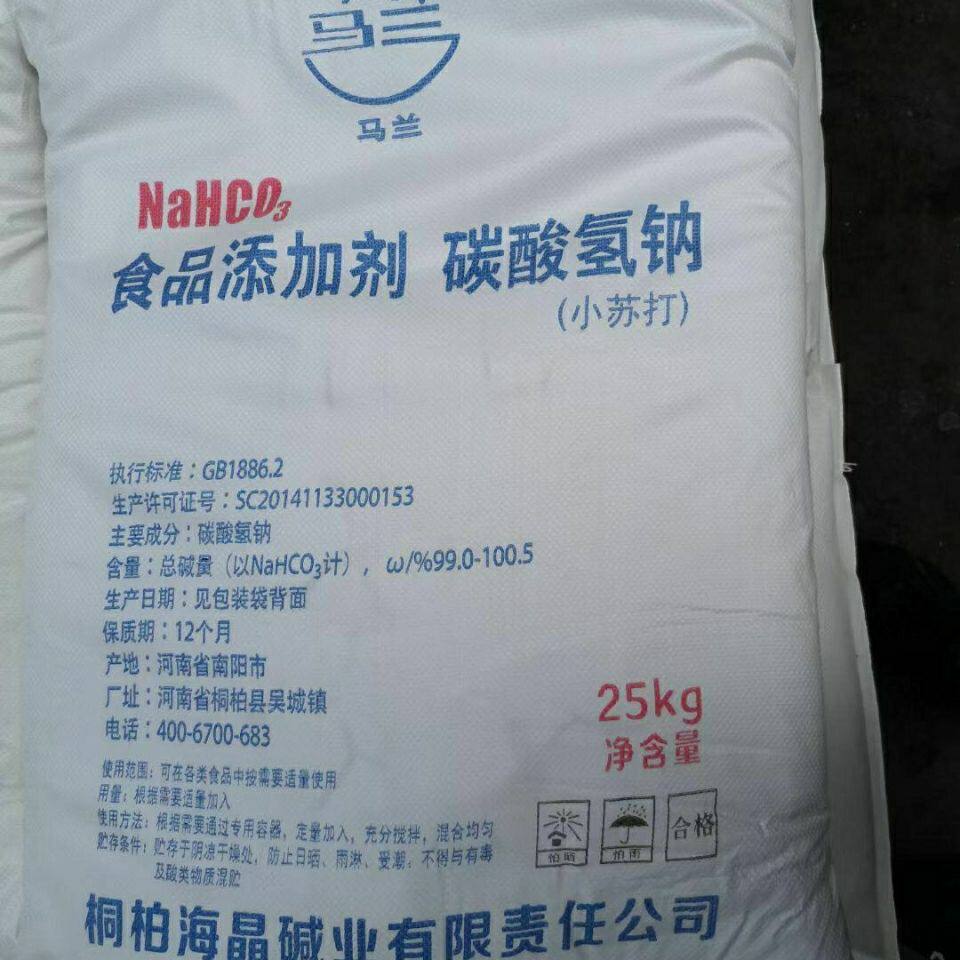 马兰
马兰
NaHCO₃
食品添加剂 碳酸氢钠
(小苏打)
执行标准：GB1886.2
生产许可证号：SC20141133000153
主要成分：碳酸氢钠
含量：总碱量（以NaHCO₃计），ω/%99.0-100.5
生产日期：见包装袋背面
保质期：12个月
产地：河南省南阳市
厂址：河南省桐柏县吴城镇
电话：400-6700-683
25kg
净含量
使用范围：可在各类食品中按需要适量使用
用量：根据需要适量加入
使用方法：根据需要通过专用容器，定量加入，充分搅拌，混合均匀
贮存条件：贮存于阴凉干燥处，防止日晒、雨淋、受潮。不得与有毒
及酸类物质混贮
怕晒
怕雨
合格
桐柏海晶碱业有限责任公司